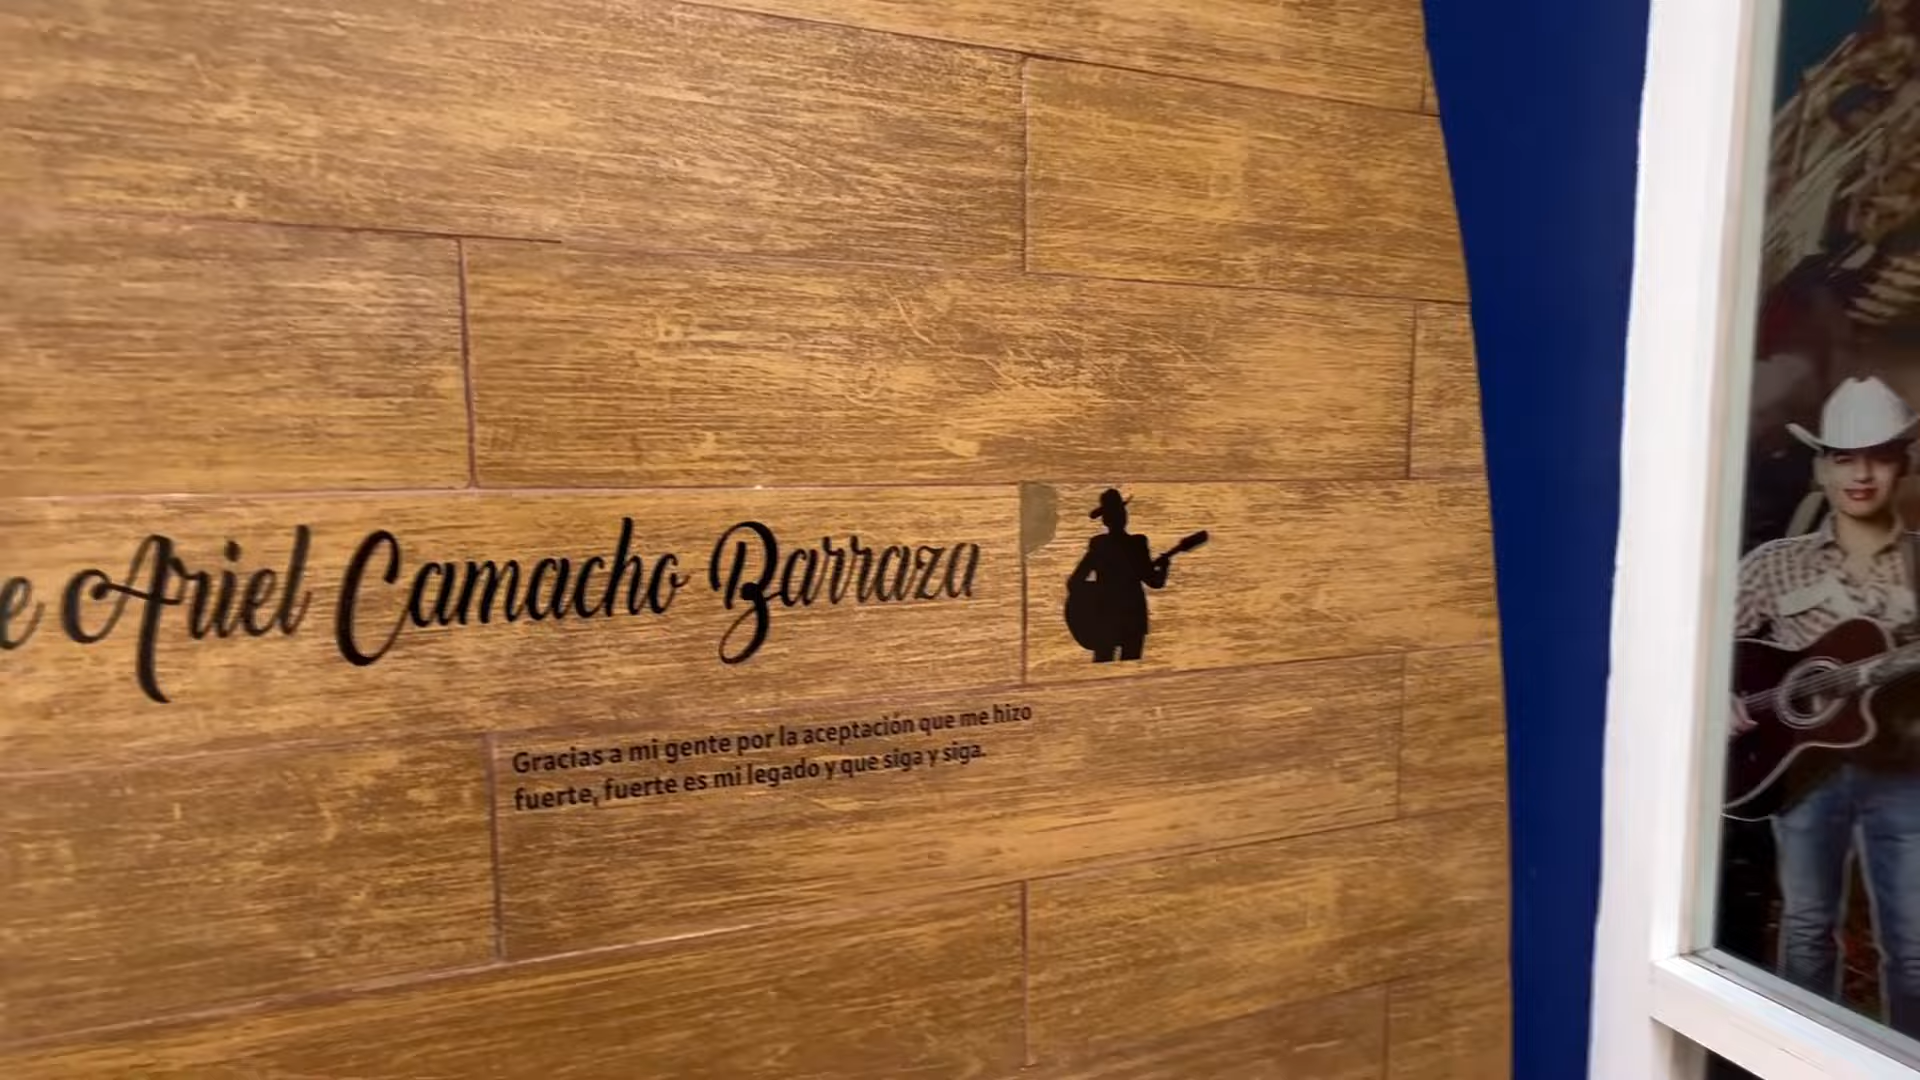 e Ariel Camacho Barraza
Gracias a mi gente por la aceptación que me hizo
fuerte, fuerte es mi legado y que siga y siga.